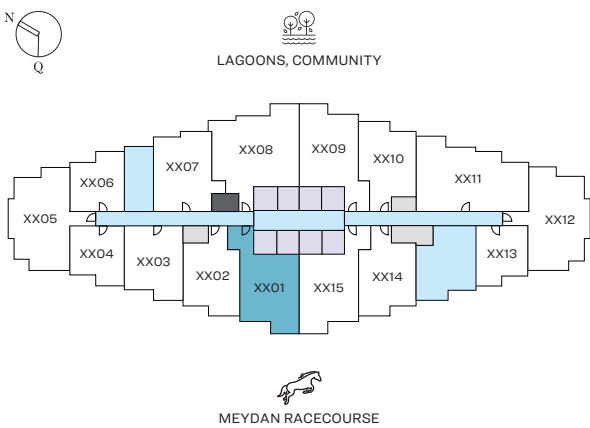 N
Q
LAGOONS, COMMUNITY
XX08
XX09
XX10
XX07
XX11
XX06
XX05
XX12
XX04
XX03
XX02
XX01
XX15
XX14
XX13
MEYDAN RACECOURSE